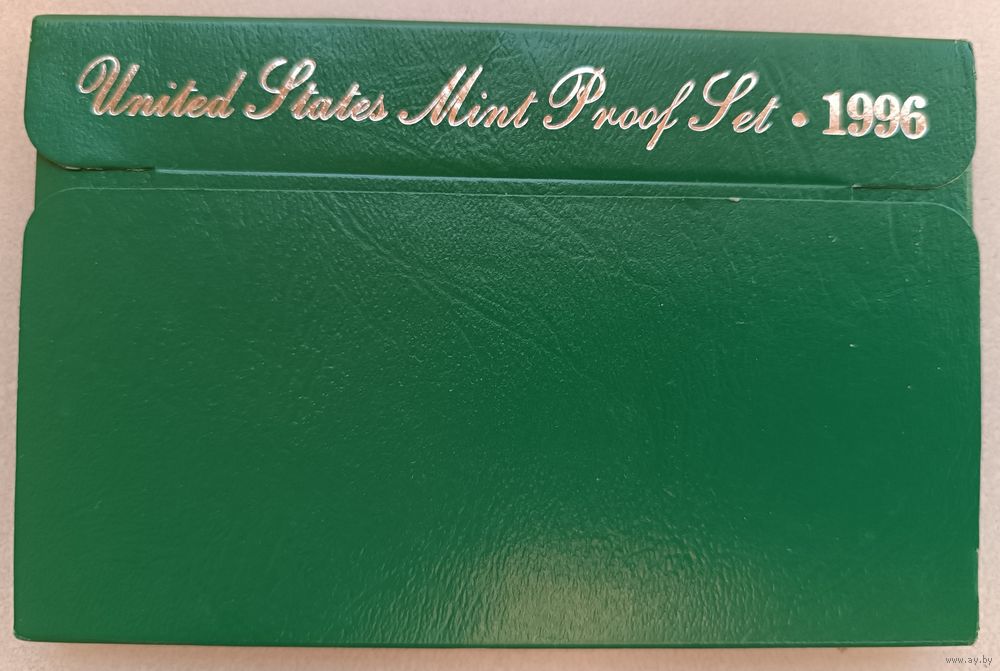 United States Mint Proof Set • 1996
www.ay.by